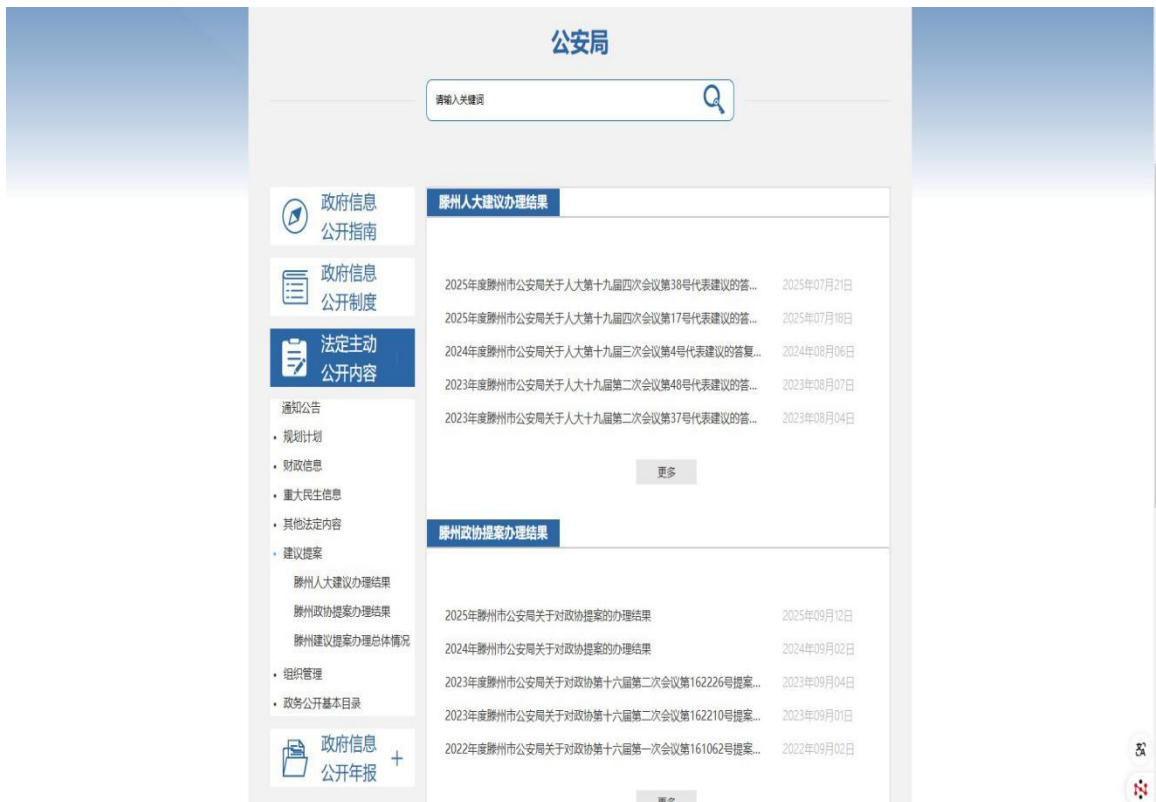 公安局
请输入关键词
政府信息
公开指南
政府信息
公开制度
法定主动
公开内容
通知公告
• 规划计划
• 财政信息
• 重大民生信息
• 其他法定内容
• 建议提案
滕州人大建议办理结果
滕州政协提案办理结果
滕州建议提案办理总体情况
• 组织管理
• 政务公开基本目录
政府信息
公开年报 +
滕州人大建议办理结果
2025年度滕州市公安局关于人大第十九届四次会议第38号代表建议的答... 2025年07月21日
2025年度滕州市公安局关于人大第十九届四次会议第17号代表建议的答... 2025年07月18日
2024年度滕州市公安局关于人大第十九届三次会议第4号代表建议的答复... 2024年08月06日
2023年度滕州市公安局关于人大十九届第二次会议第48号代表建议的答... 2023年08月07日
2023年度滕州市公安局关于人大十九届第二次会议第37号代表建议的答... 2023年08月04日
更多
滕州政协提案办理结果
2025年滕州市公安局关于对政协提案的办理结果 2025年09月12日
2024年滕州市公安局关于对政协提案的办理结果 2024年09月02日
2023年度滕州市公安局关于对政协第十六届第二次会议第162226号提案... 2023年09月04日
2023年度滕州市公安局关于对政协第十六届第二次会议第162210号提案... 2023年09月01日
2022年度滕州市公安局关于对政协第十六届第一次会议第161062号提案... 2022年09月02日
更多